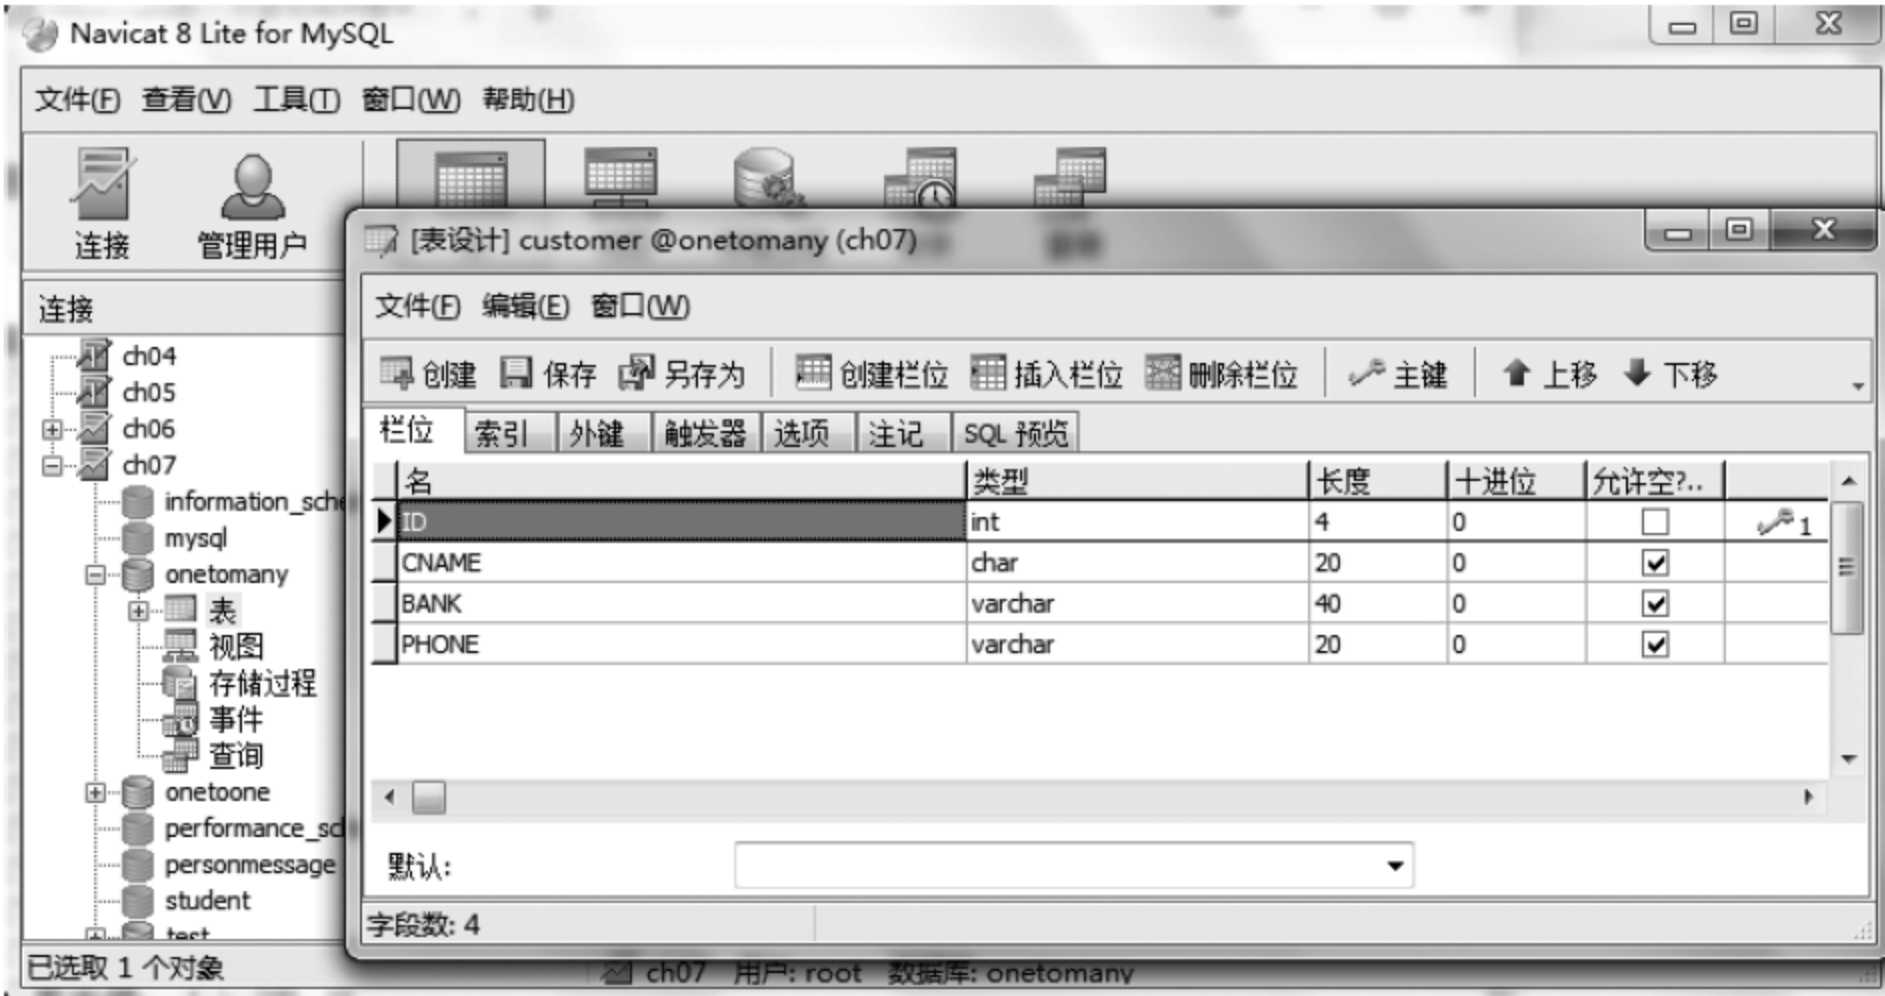 Navicat 8 Lite for MySQL
文件(F) 查看(V) 工具(T) 窗口(W) 帮助(H)
连接 管理用户
连接
ch04
ch05
ch06
ch07
information_sche
mysql
onetomany
表
视图
存储过程
事件
查询
onetoone
performance_sc
personmessage
student
test
已选取 1 个对象 ch07 用户: root 数据库: onetomany
[表设计] customer @onetomany (ch07)
文件(F) 编辑(E) 窗口(W)
创建 保存 另存为 创建栏位 插入栏位 删除栏位 主键 上移 下移
栏位 索引 外键 触发器 选项 注记 SQL 预览
名 类型 长度 十进位 允许空?..
ID int 4 0 1
CNAME char 20 0
BANK varchar 40 0
PHONE varchar 20 0
默认:
字段数: 4